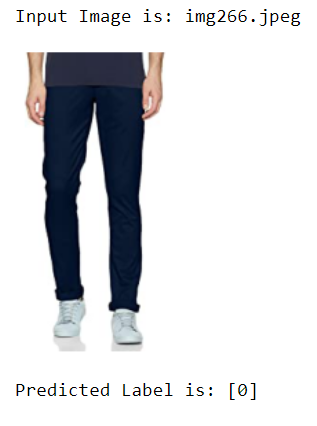 Input Image is: img266.jpeg
Predicted Label is: [0]